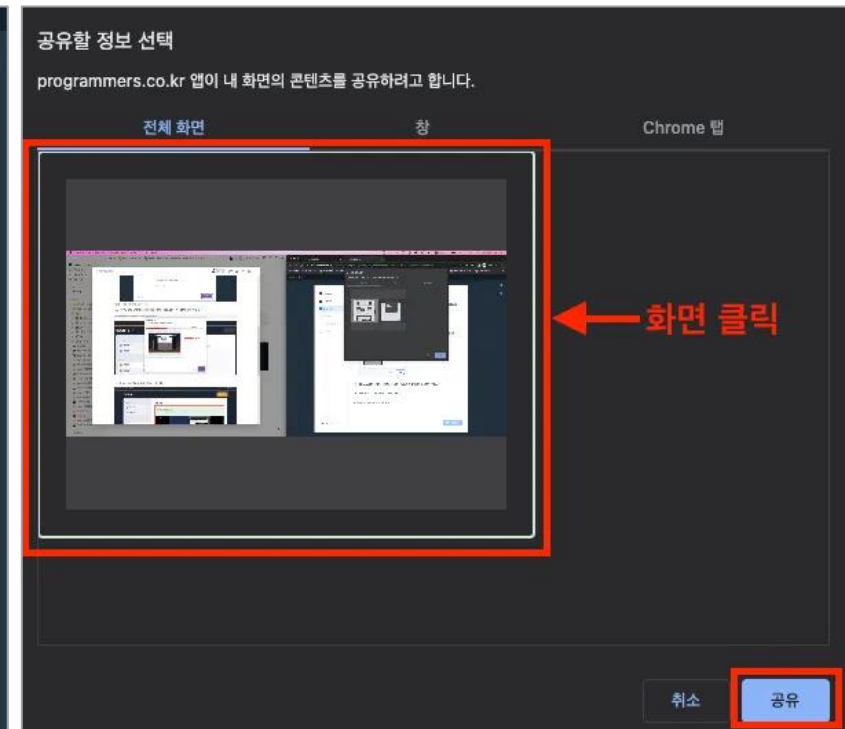 공유할 정보 선택
programmers.co.kr 앱이 내 화면의 콘텐츠를 공유하려고 합니다.
전체 화면
창
Chrome 탭
화면 클릭
취소
공유